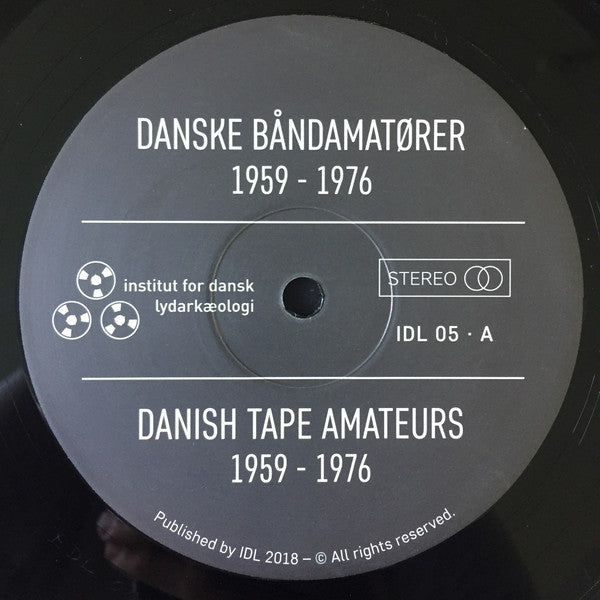 DANSKE BÅNDAMATØRER
1959 - 1976
institut for dansk
lydarkæologi
STEREO
IDL 05 · A
DANISH TAPE AMATEURS
1959 - 1976
Published by IDL 2018 – © All rights reserved.